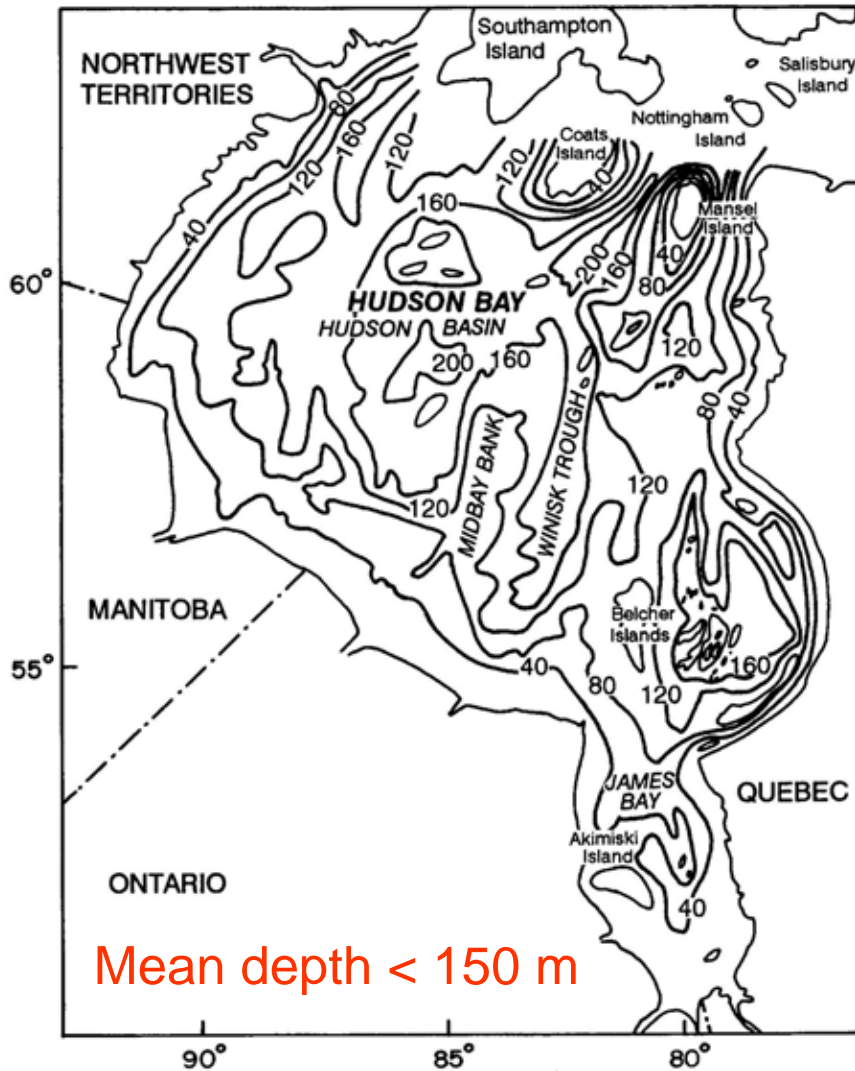 Southampton
Island
NORTHWEST
TERRITORIES
Salisbury
Island
80
Nottingham
Island
160
120
Coats
Island
120
120
40
160
Mansel
Island
40
200
40
160
80
60°
HUDSON BAY
HUDSON BASIN
120
200
160
80
40
MIDBAY BANK
WINISK TROUGH
120
120
MANITOBA
Belcher
Islands
55°
40
160
80
120
JAMES
BAY
QUEBEC
Akimiski
Island
ONTARIO
40
Mean depth < 150 m
90°
85°
80°